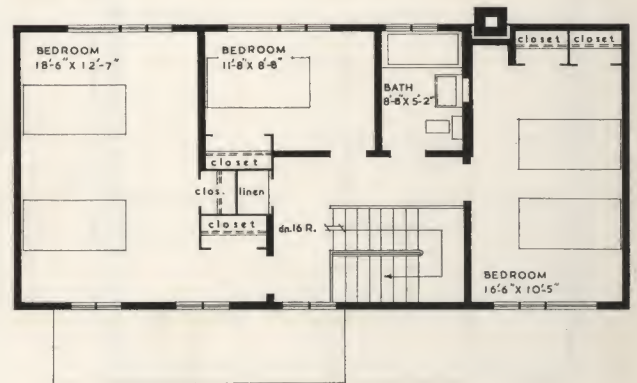 BEDROOM
18'-6" X 12'-7"
BEDROOM
11'-8" X 8'-8"
BATH
8'-8" X 5'-2"
closet
closet
closet
clos.
linen
closet
dn.16 R.
BEDROOM
16'-6" X 10'-5"